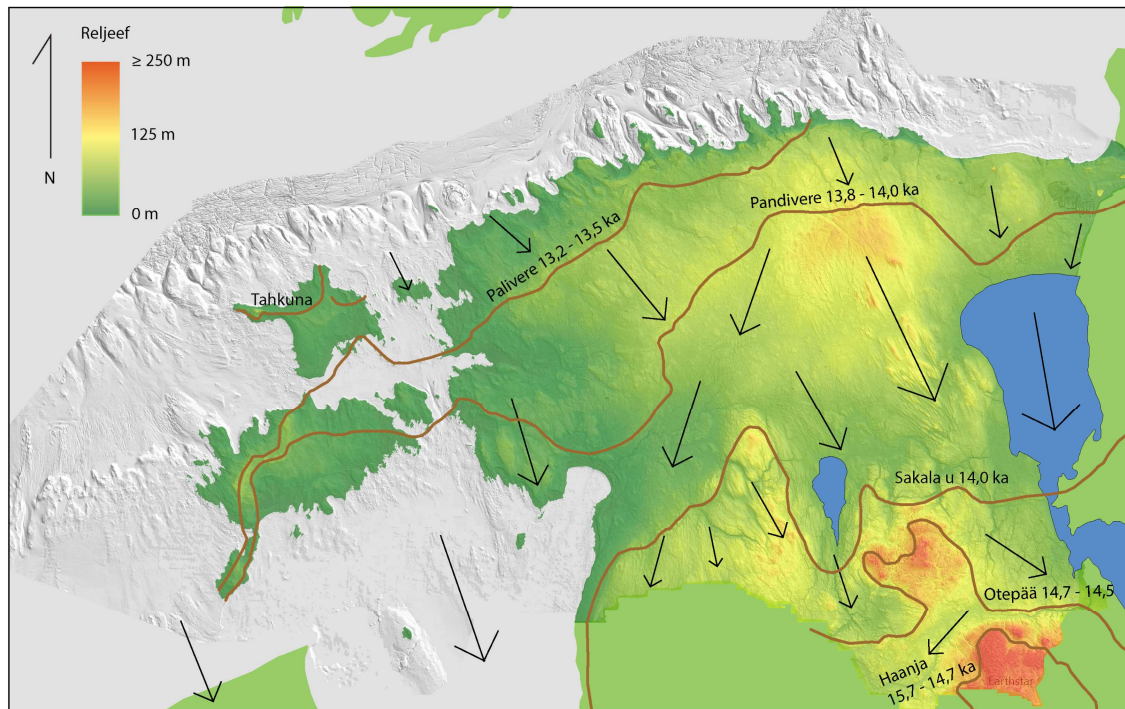 Reljeef
≥ 250 m
125 m
0 m
N
Pandivere 13,8 - 14,0 ka
Palivere 13,2 - 13,5 ka
Tahkuna
Sakala u 14,0 ka
Otepää 14,7 - 14,5
Haanja
15,7 - 14,7 ka
Earthstar